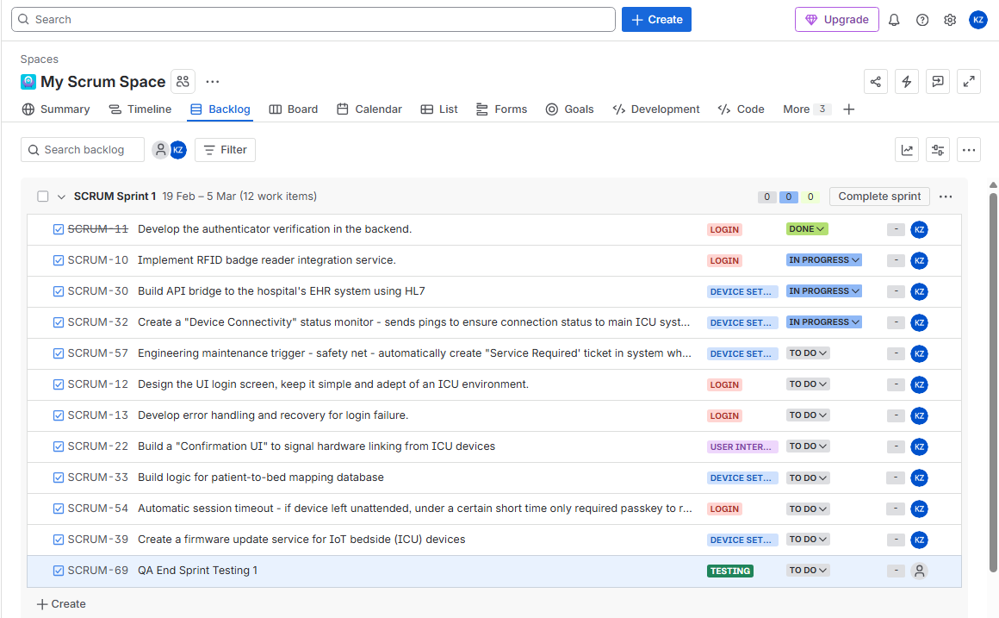 Search
+ Create
Upgrade
KZ
Spaces
My Scrum Space
Summary
Timeline
Backlog
Board
Calendar
List
Forms
Goals
Development
Code
More 3
Search backlog
KZ
Filter
SCRUM Sprint 1 19 Feb – 5 Mar (12 work items) 0 0 0 Complete sprint
SCRUM-11 Develop the authenticator verification in the backend. LOGIN DONE - KZ
SCRUM-10 Implement RFID badge reader integration service. LOGIN IN PROGRESS - KZ
SCRUM-30 Build API bridge to the hospital's EHR system using HL7 DEVICE SET... IN PROGRESS - KZ
SCRUM-32 Create a "Device Connectivity" status monitor - sends pings to ensure connection status to main ICU syst... DEVICE SET... IN PROGRESS - KZ
SCRUM-57 Engineering maintenance trigger - safety net - automatically create "Service Required' ticket in system wh... DEVICE SET... TO DO - KZ
SCRUM-12 Design the UI login screen, keep it simple and adept of an ICU environment. LOGIN TO DO - KZ
SCRUM-13 Develop error handling and recovery for login failure. LOGIN TO DO - KZ
SCRUM-22 Build a "Confirmation UI" to signal hardware linking from ICU devices USER INTER... TO DO - KZ
SCRUM-33 Build logic for patient-to-bed mapping database DEVICE SET... TO DO - KZ
SCRUM-54 Automatic session timeout - if device left unattended, under a certain short time only required passkey to r... LOGIN TO DO - KZ
SCRUM-39 Create a firmware update service for IoT bedside (ICU) devices DEVICE SET... TO DO - KZ
SCRUM-69 QA End Sprint Testing 1 TESTING TO DO -
+ Create